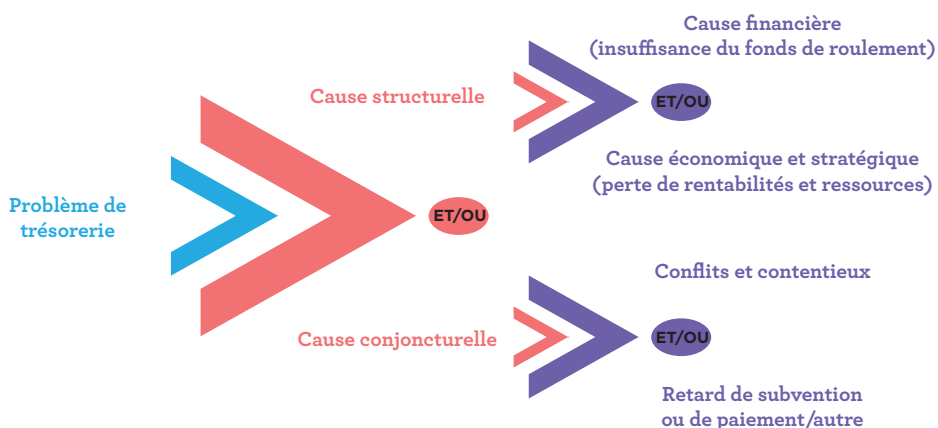 Cause financière
(insuffisance du fonds de roulement)
Cause structurelle
ET/OU
Cause économique et stratégique
(perte de rentabilités et ressources)
Problème de
trésorerie
ET/OU
Conflits et contentieux
Cause conjoncturelle
ET/OU
Retard de subvention
ou de paiement/autre